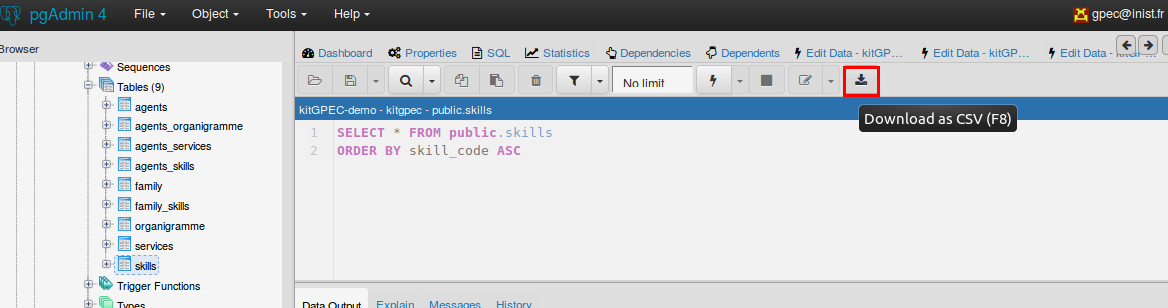 pgAdmin 4 File Object Tools Help gpec@inist.fr
Browser
Sequences
Tables (9)
agents
agents_organigramme
agents_services
agents_skills
family
family_skills
organigramme
services
skills
Trigger Functions
Types
Dashboard Properties SQL Statistics Dependencies Dependents Edit Data - kitGP... Edit Data - kitGP... Edit Data - kitGP...
No limit
kitGPEC-demo - kitgpec - public.skills
Download as CSV (F8)
1 SELECT * FROM public.skills
2 ORDER BY skill_code ASC
Data Output Explain Messages History